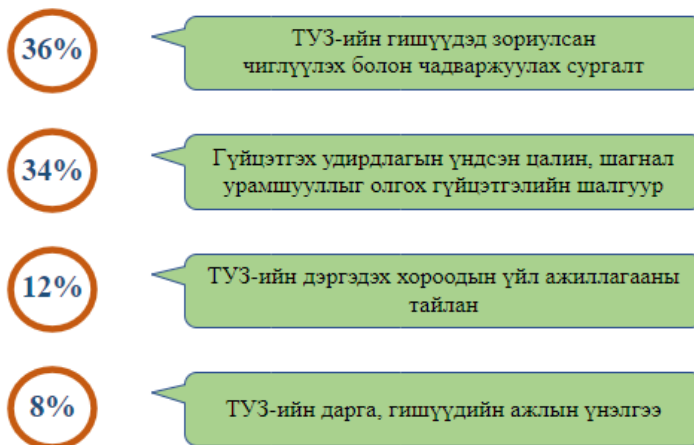 36%
ТУЗ-ийн гишүүдэд зориулсан
чиглүүлэх болон чадваржуулах сургалт
34%
Гүйцэтгэх удирдлагын үндсэн цалин, шагнал
урамшууллыг олгох гүйцэтгэлийн шалгуур
12%
ТУЗ-ийн дэргэдэх хороодын үйл ажиллагааны
тайлан
8%
ТУЗ-ийн дарга, гишүүдийн ажлын үнэлгээ